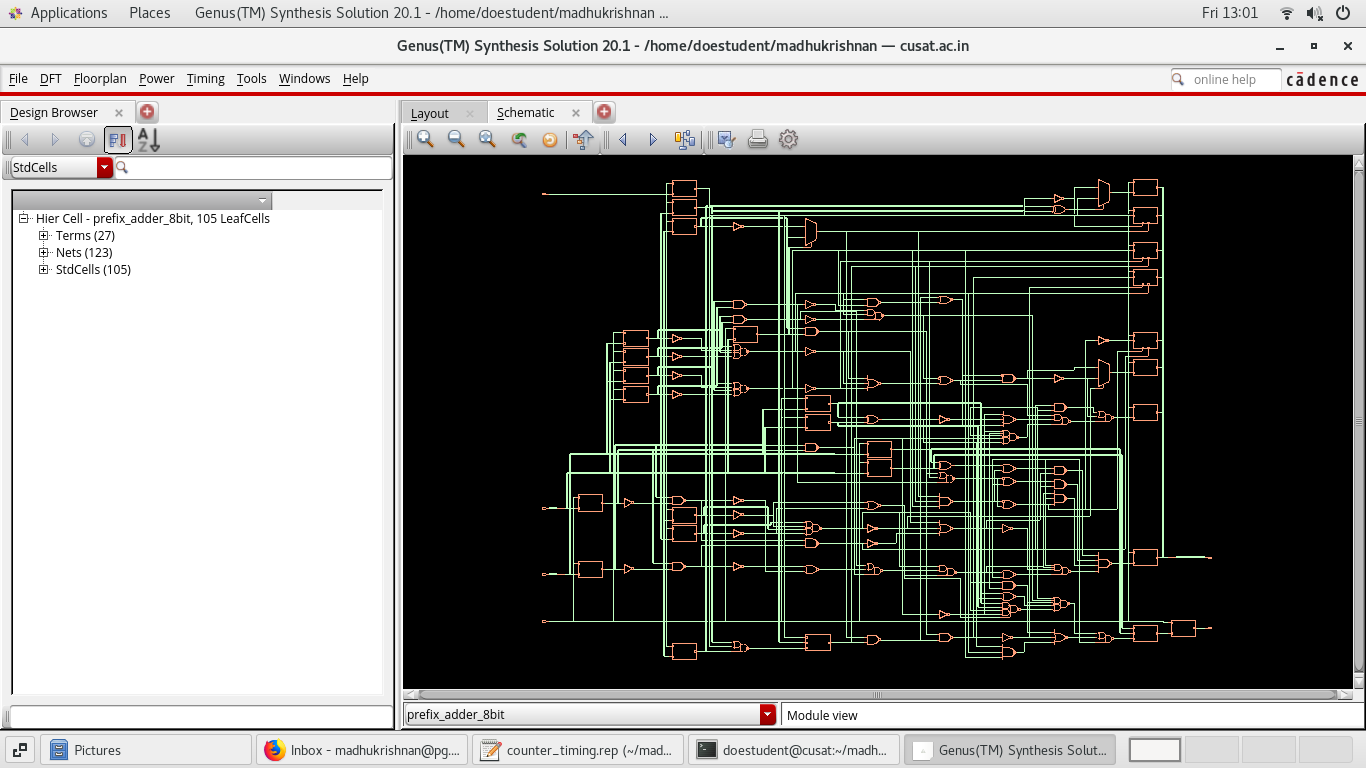 Applications Places Genus(TM) Synthesis Solution 20.1 - /home/doestudent/madhukrishnan ... Fri 13:01
Genus(TM) Synthesis Solution 20.1 - /home/doestudent/madhukrishnan — cusat.ac.in
File DFT Floorplan Power Timing Tools Windows Help online help cādence
Design Browser Layout Schematic
StdCells
Hier Cell - prefix_adder_8bit, 105 LeafCells
Terms (27)
Nets (123)
StdCells (105)
prefix_adder_8bit Module view
Pictures Inbox - madhukrishnan@pg.... counter_timing.rep (~/mad... doestudent@cusat:~/madh... Genus(TM) Synthesis Solut...